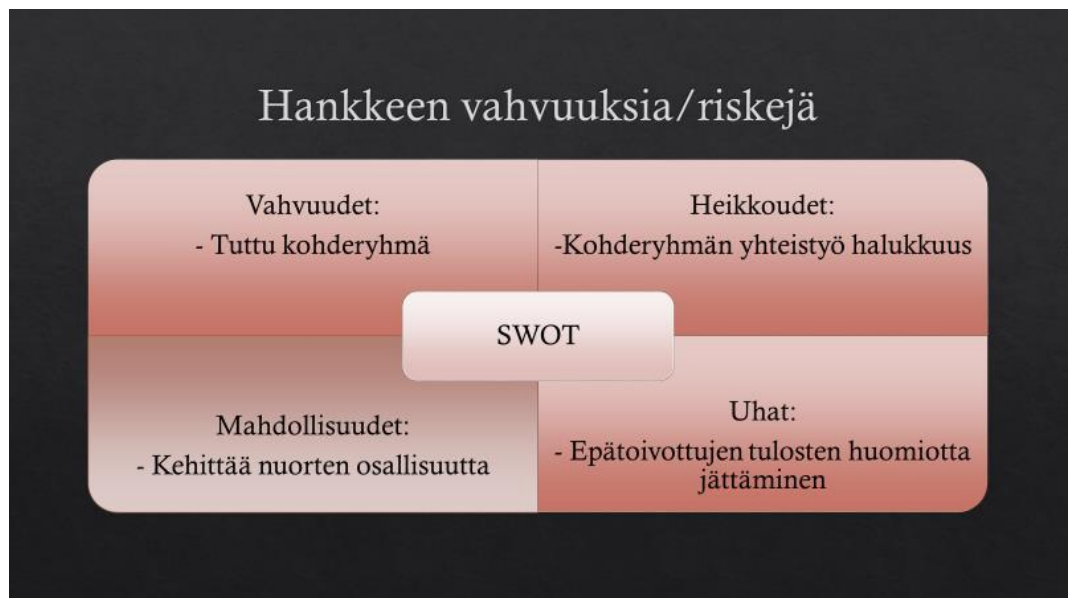 Hankkeen vahvuuksia/riskejä
Vahvuudet:
- Tuttu kohderyhmä
Heikkoudet:
-Kohderyhmän yhteistyö halukkuus
SWOT
Mahdollisuudet:
- Kehittää nuorten osallisuutta
Uhat:
- Epätoivottujen tulosten huomiotta
jättäminen